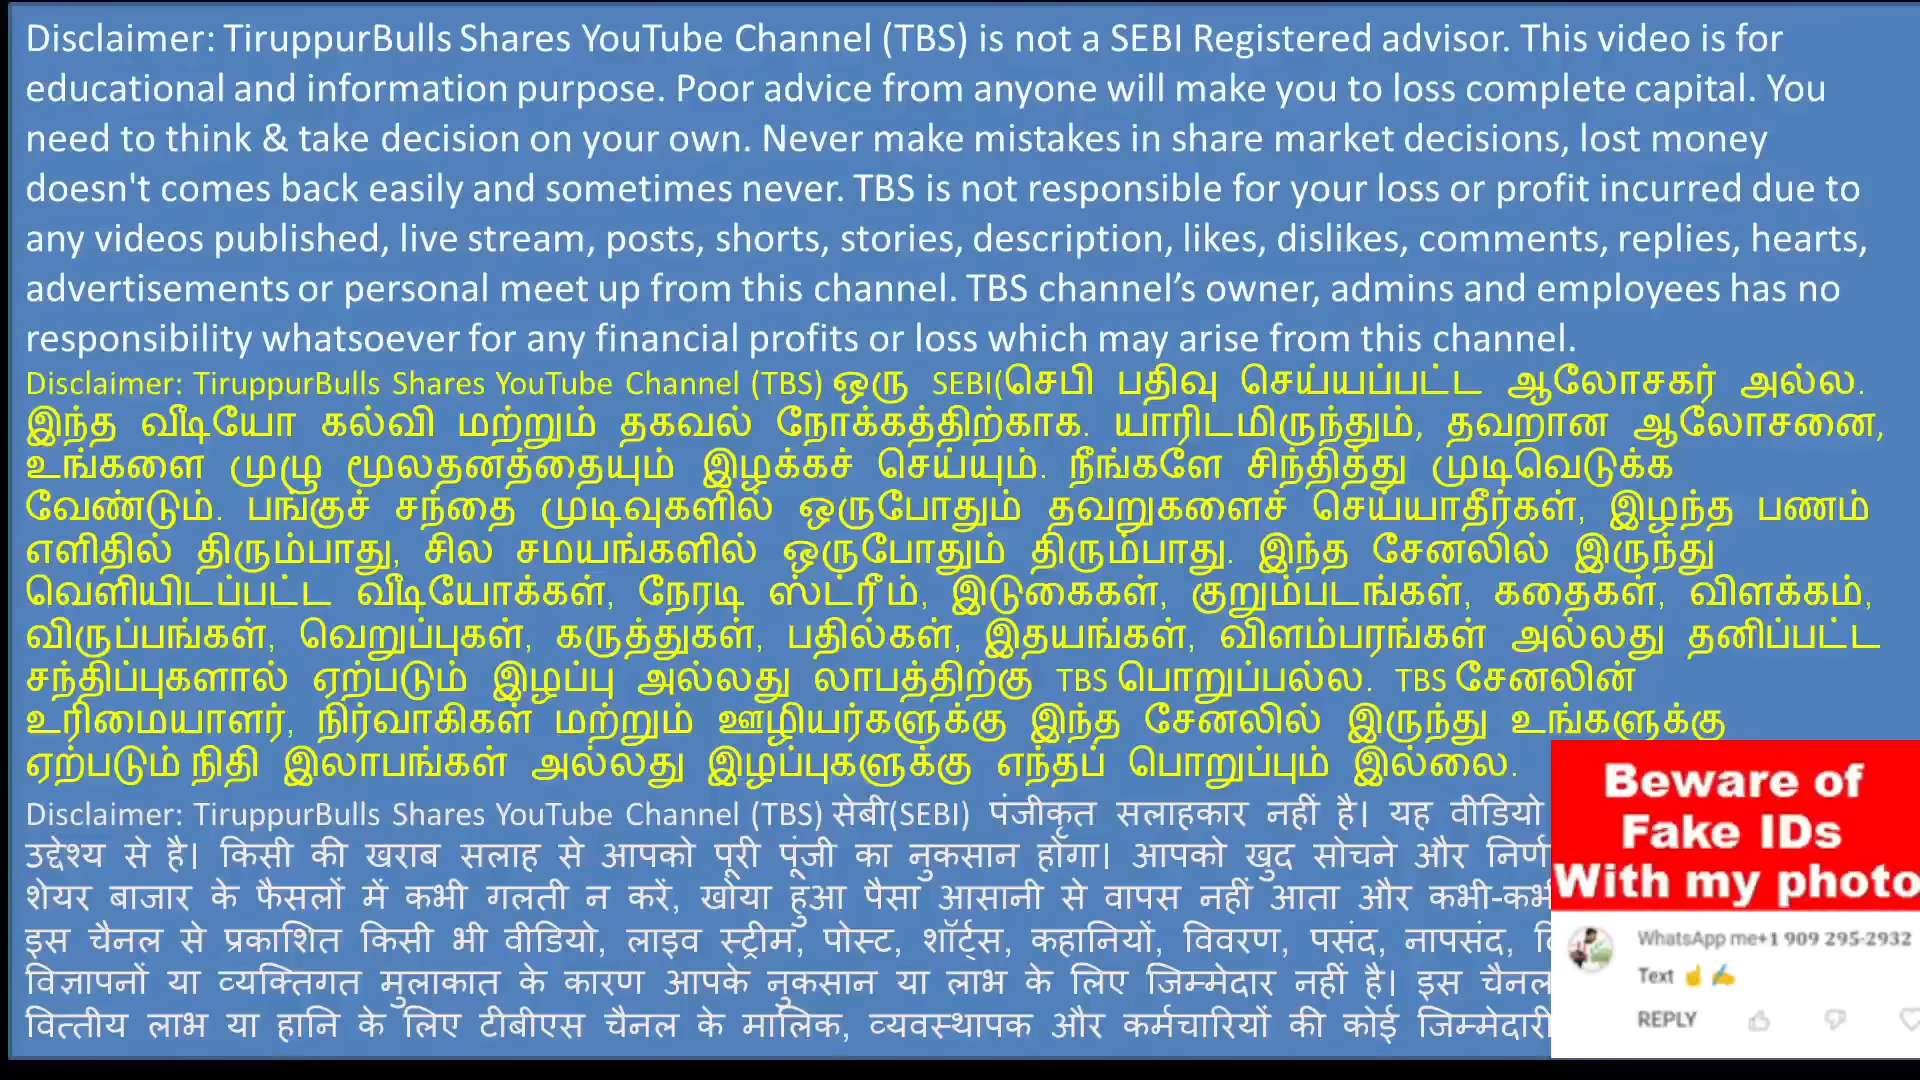 Disclaimer: TiruppurBulls Shares YouTube Channel (TBS) is not a SEBI Registered advisor. This video is for
educational and information purpose. Poor advice from anyone will make you to loss complete capital. You
need to think & take decision on your own. Never make mistakes in share market decisions, lost money
doesn't comes back easily and sometimes never. TBS is not responsible for your loss or profit incurred due to
any videos published, live stream, posts, shorts, stories, description, likes, dislikes, comments, replies, hearts,
advertisements or personal meet up from this channel. TBS channel’s owner, admins and employees has no
responsibility whatsoever for any financial profits or loss which may arise from this channel.
Disclaimer: TiruppurBulls Shares YouTube Channel (TBS) ஒரு SEBI(செபி பதிவு செய்யப்பட்ட ஆலோசகர் அல்ல.
இந்த வீடியோ கல்வி மற்றும் தகவல் நோக்கத்திற்காக. யாரிடமிருந்தும், தவறான ஆலோசனை,
உங்களை முழு மூலதனத்தையும் இழக்கச் செய்யும். நீங்களே சிந்தித்து முடிவெடுக்க
வேண்டும். பங்குச் சந்தை முடிவுகளில் ஒருபோதும் தவறுகளைச் செய்யாதீர்கள், இழந்த பணம்
எளிதில் திரும்பாது, சில சமயங்களில் ஒருபோதும் திரும்பாது. இந்த சேனலில் இருந்து
வெளியிடப்பட்ட வீடியோக்கள், நேரடி ஸ்ட்ரீம், இடுகைகள், குறும்படங்கள், கதைகள், விளக்கம்,
விருப்பங்கள், வெறுப்புகள், கருத்துகள், பதில்கள், இதயங்கள், விளம்பரங்கள் அல்லது தனிப்பட்ட
சந்திப்புகளால் ஏற்படும் இழப்பு அல்லது லாபத்திற்கு TBS பொறுப்பல்ல. TBS சேனலின்
உரிமையாளர், நிர்வாகிகள் மற்றும் ஊழியர்களுக்கு இந்த சேனலில் இருந்து உங்களுக்கு
ஏற்படும் நிதி இலாபங்கள் அல்லது இழப்புகளுக்கு எந்தப் பொறுப்பும் இல்லை.
Disclaimer: TiruppurBulls Shares YouTube Channel (TBS) सेबी(SEBI) पंजीकृत सलाहकार नहीं है। यह वीडियो
उद्देश्य से है। किसी की खराब सलाह से आपको पूरी पूंजी का नुकसान होगा। आपको खुद सोचने और
शेयर बाजार के फैसलों में कभी गलती न करें, खोया हुआ पैसा आसानी से वापस नहीं आता और
इस चैनल से प्रकाशित किसी भी वीडियो, लाइव स्ट्रीम, पोस्ट, शॉर्ट्स, कहानियों, विवरण, पसंद, नापसंद,
विज्ञापनों या व्यक्तिगत मुलाकात के कारण आपके नुकसान या लाभ के लिए जिम्मेदार नहीं है। इस चैनल
वित्तीय लाभ या हानि के लिए टीबीएस चैनल के मालिक, व्यवस्थापक और कर्मचारियों की कोई जिम्मेदारी
Beware of
Fake IDs
With my photo
WhatsApp me+1 909 295-2932
Text ☝️✍️
REPLY